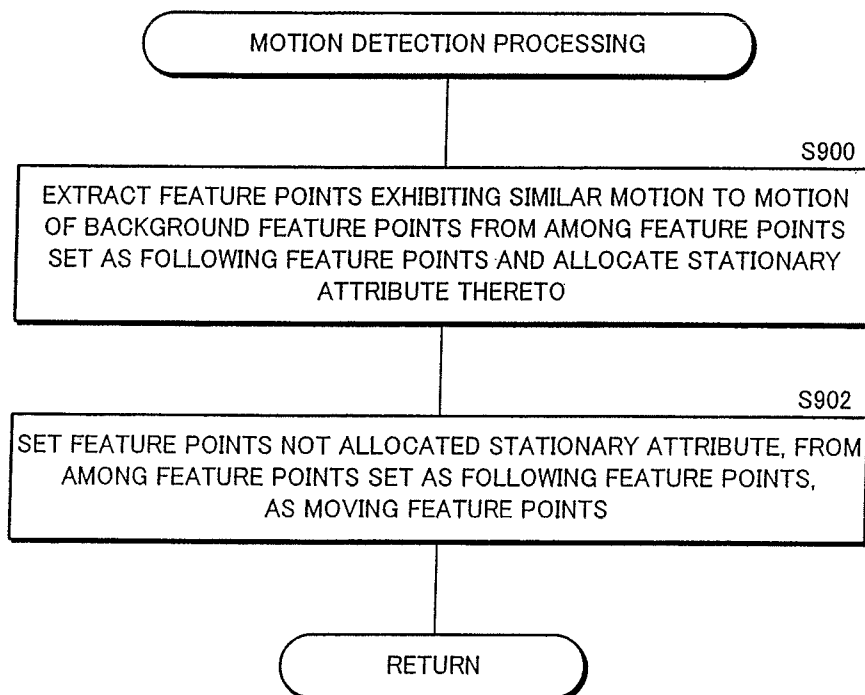 MOTION DETECTION PROCESSING
S900
EXTRACT FEATURE POINTS EXHIBITING SIMILAR MOTION TO MOTION
OF BACKGROUND FEATURE POINTS FROM AMONG FEATURE POINTS
SET AS FOLLOWING FEATURE POINTS AND ALLOCATE STATIONARY
ATTRIBUTE THERETO
S902
SET FEATURE POINTS NOT ALLOCATED STATIONARY ATTRIBUTE, FROM
AMONG FEATURE POINTS SET AS FOLLOWING FEATURE POINTS,
AS MOVING FEATURE POINTS
RETURN